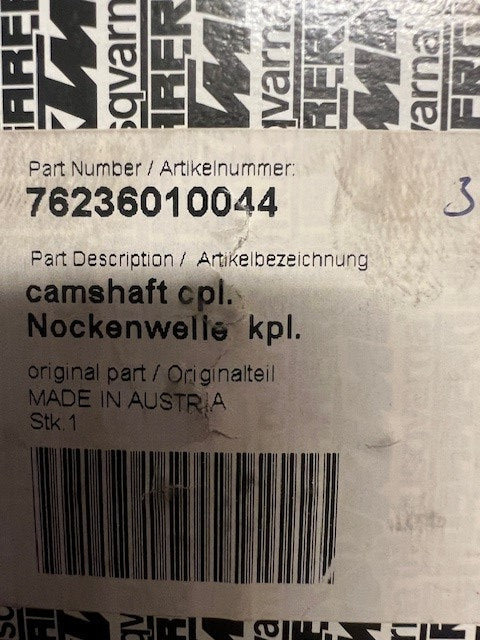 Part Number / Artikelnummer:
76236010044
3
Part Description / Artikelbezeichnung
camshaft cpl.
Nockenwelle kpl.
original part / Originalteil
MADE IN AUSTRIA
Stk.1